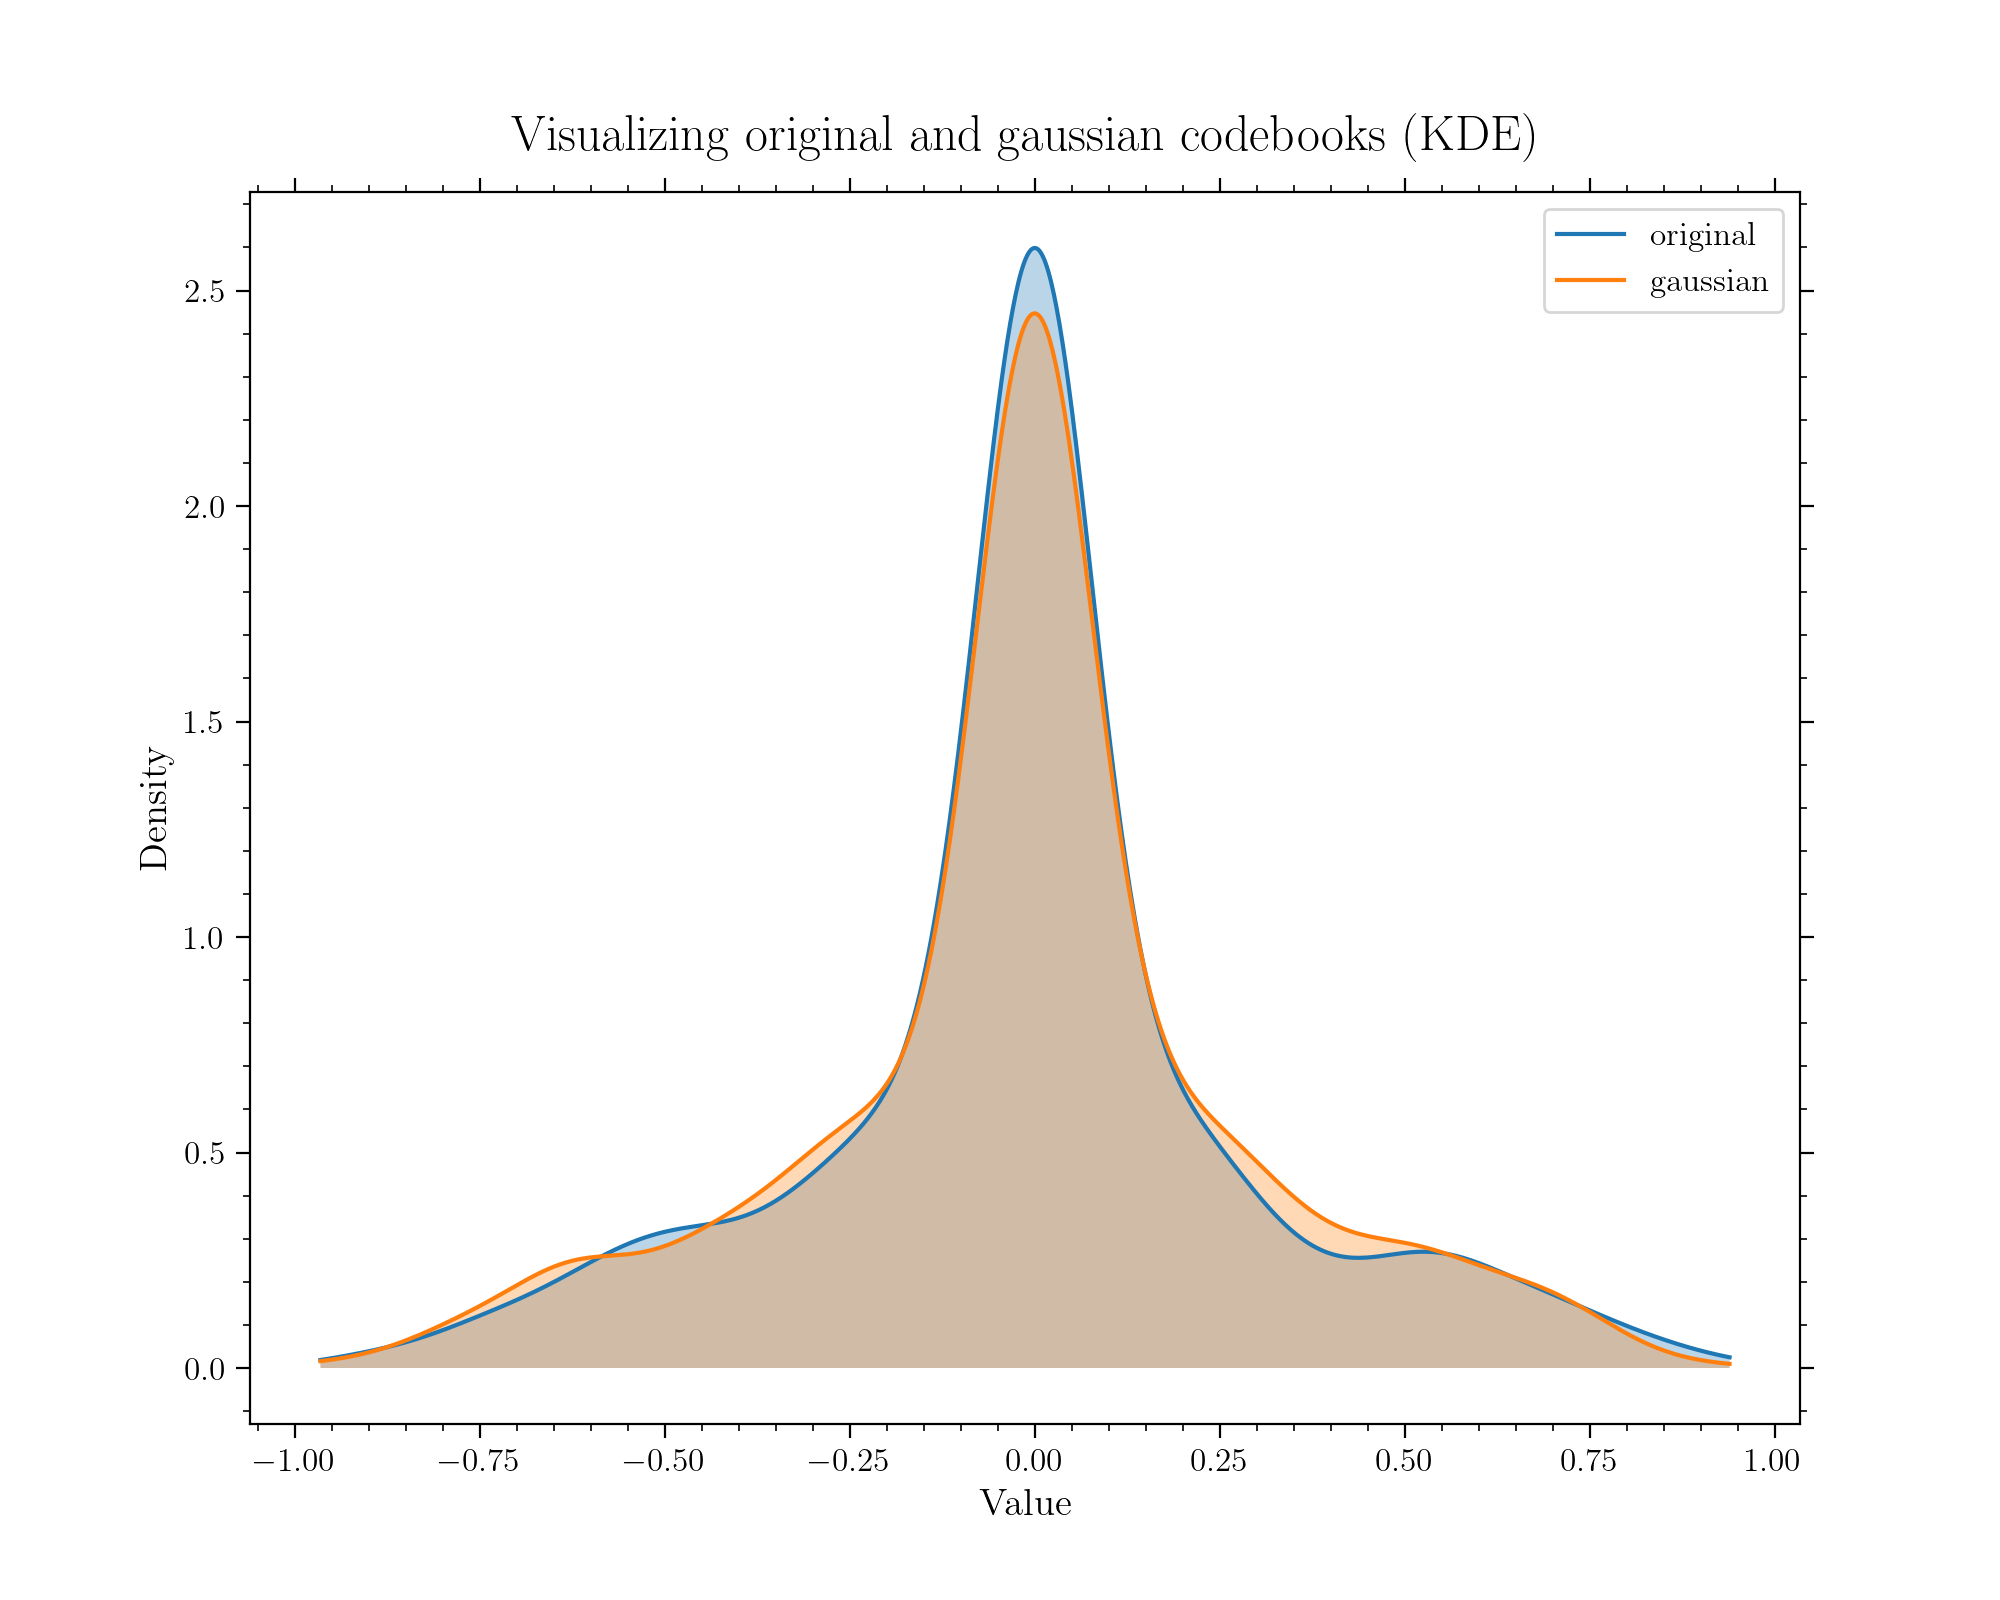 Visualizing original and gaussian codebooks (KDE)
original
gaussian
2.5
2.0
1.5
1.0
0.5
0.0
Density
−1.00 −0.75 −0.50 −0.25 0.00 0.25 0.50 0.75 1.00
Value